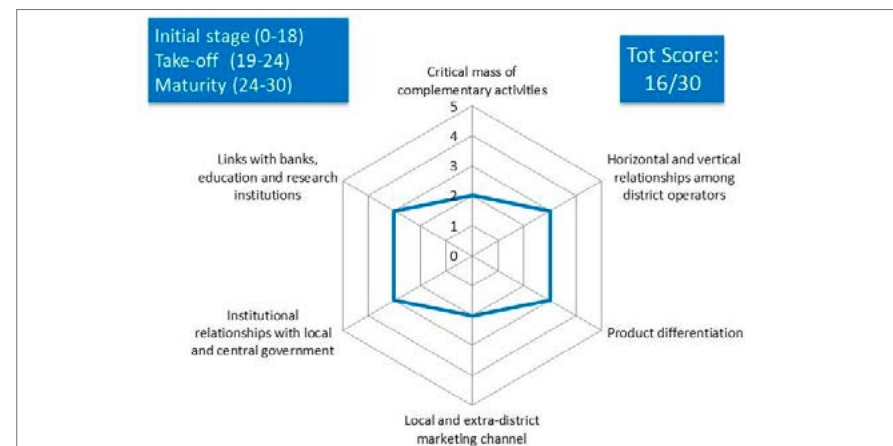 Initial stage (0-18)
Take-off (19-24)
Maturity (24-30)
Tot Score:
16/30
Critical mass of
complementary activities
5
4
3
2
1
0
Horizontal and vertical
relationships among
district operators
Product differentiation
Local and extra-district
marketing channel
Institutional
relationships with local
and central government
Links with banks,
education and research
institutions